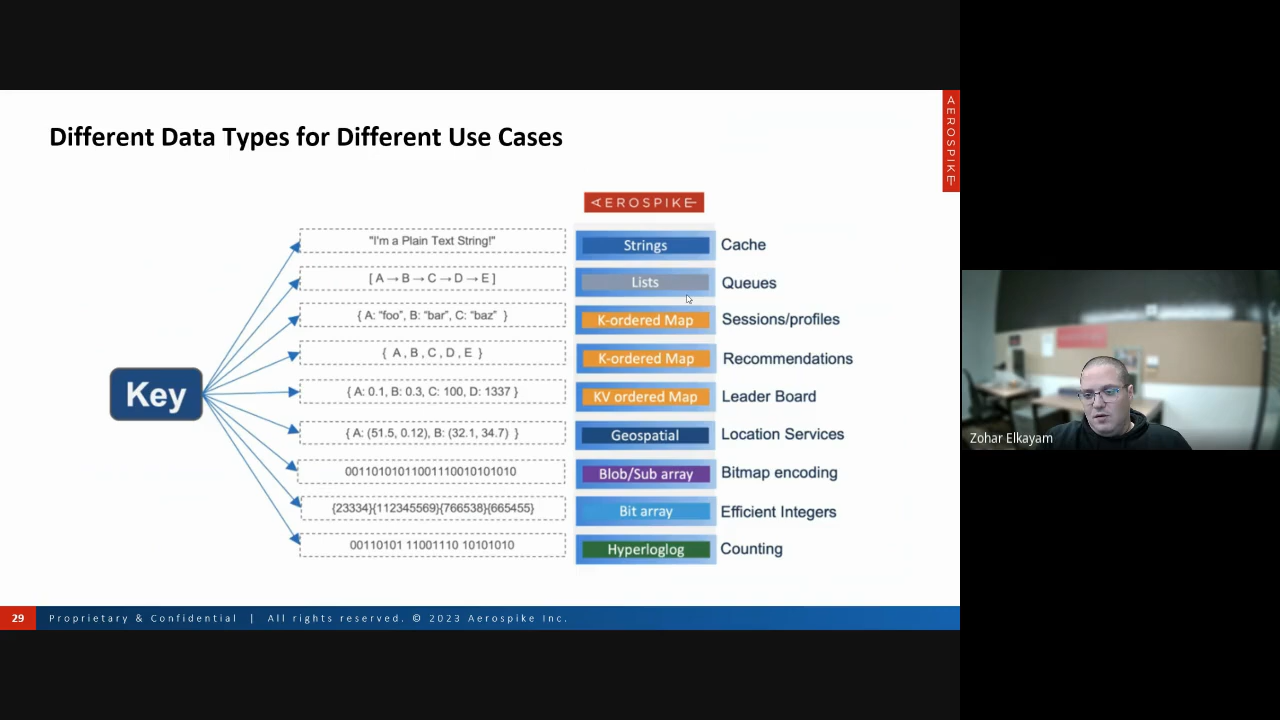 Different Data Types for Different Use Cases
AEROSPIKE
AEROSPIKE
"I'm a Plain Text String!" Strings Cache
[ A → B → C → D → E ] Lists Queues
{ A: “foo”, B: “bar”, C: “baz” } K-ordered Map Sessions/profiles
{ A , B , C , D , E } K-ordered Map Recommendations
Key
{ A: 0.1, B: 0.3, C: 100, D: 1337 } KV ordered Map Leader Board
{ A: (51.5, 0.12), B: (32.1, 34.7) } Geospatial Location Services
00110101011001110010101010 Blob/Sub array Bitmap encoding
{23334}{112345569}{766538}{665455} Bit array Efficient Integers
00110101 11001110 10101010 Hyperloglog Counting
29 Proprietary & Confidential | All rights reserved. © 2023 Aerospike Inc.
Zohar Elkayam